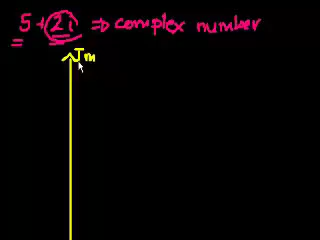 5 + 2i ⇒ complex number
Im